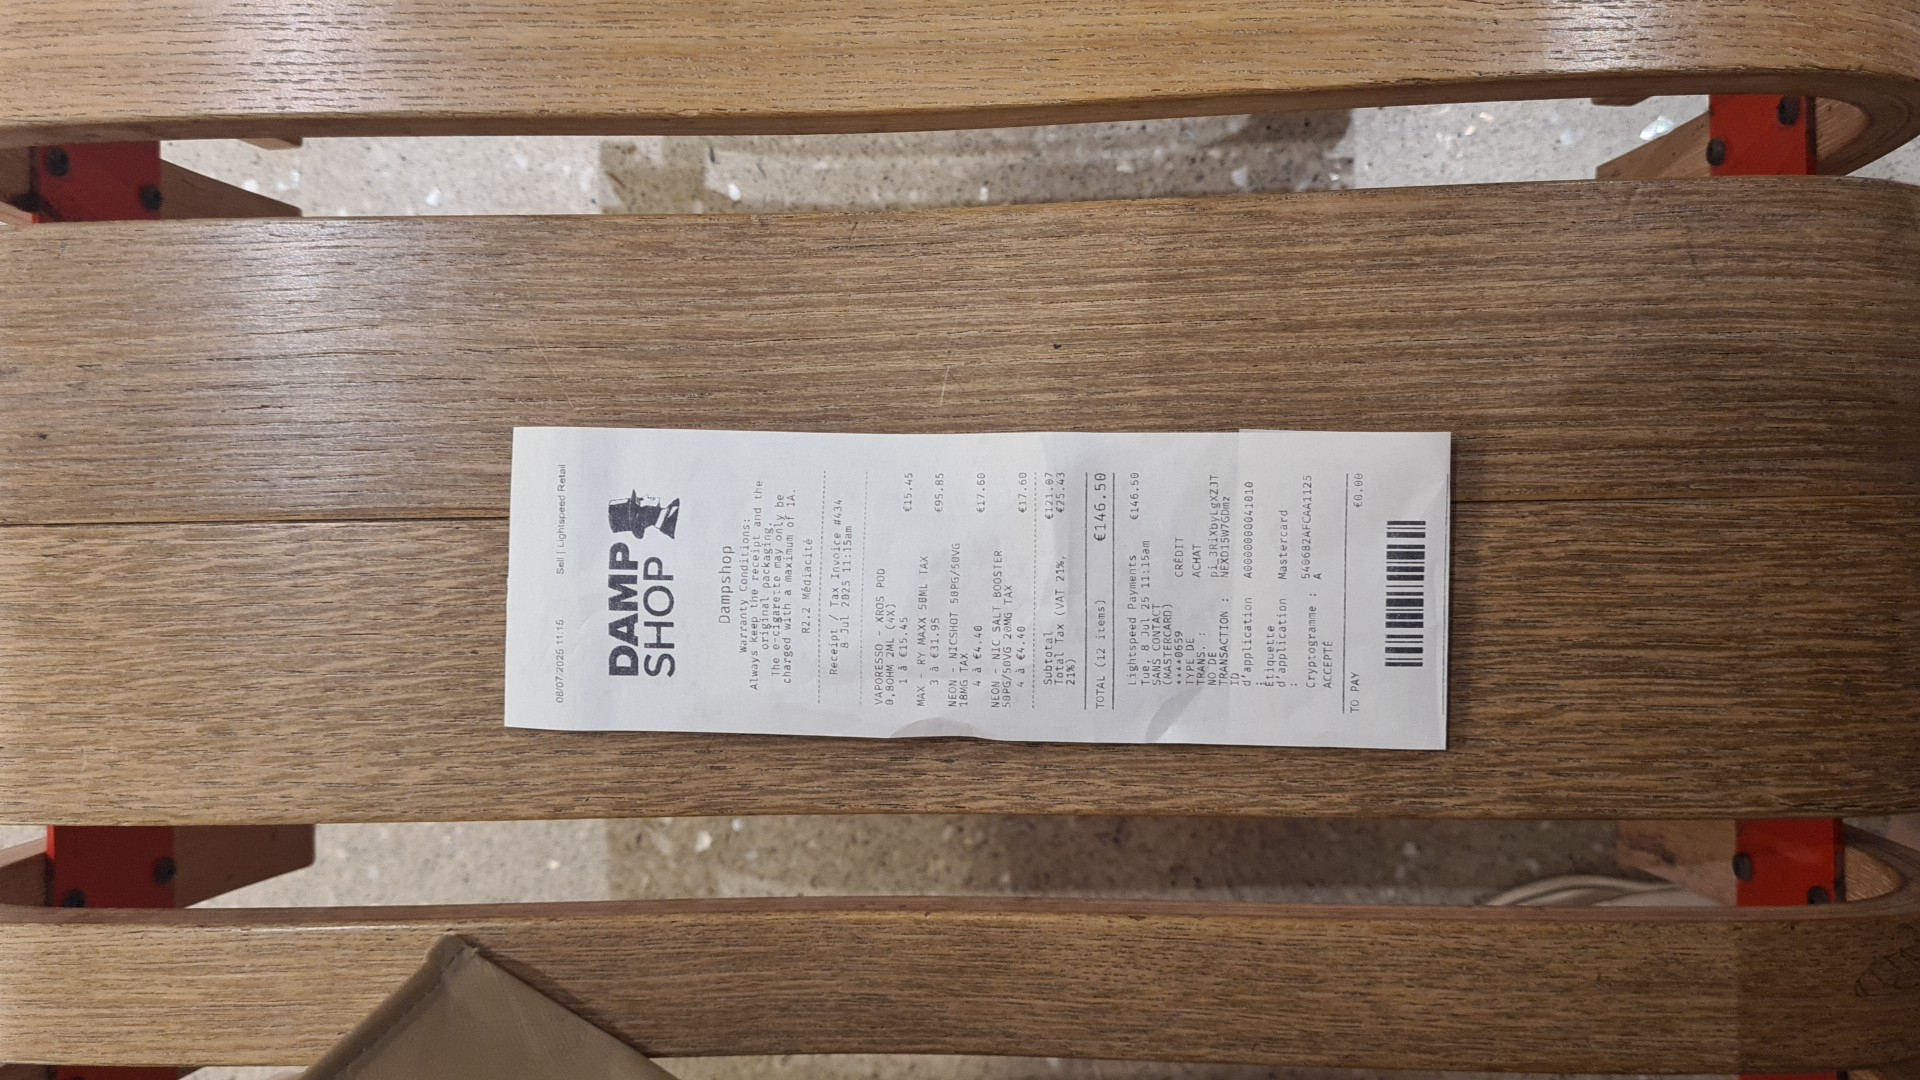 08/07/2025 11:15 Sell | Lightspeed Retail
DAMP
SHOP
Dampshop
Warranty Conditions:
Always keep the receipt and the
original packaging.
The e-cigarette may only be
charged with a maximum of 1A.
R2.2 Médiacité
Receipt / Tax Invoice #434
8 Jul 2025 11:15am
VAPORESSO - XROS POD
0,8OHM 2ML (4X)
1 à €15.45 €15.45
MAX - RY MAXX 50ML TAX
3 à €31.95 €95.85
NEON - NICSHOT 50PG/50VG
18MG TAX
4 à €4.40 €17.60
NEON - NIC SALT BOOSTER
50PG/50VG 20MG TAX
4 à €4.40 €17.60
Subtotal €121.07
Total Tax (VAT 21%, €25.43
21%)
TOTAL (12 items) €146.50
Lightspeed Payments €146.50
Tue, 8 Jul 25 11:15am
SANS CONTACT
(MASTERCARD)
****0659 CRÉDIT
TYPE DE ACHAT
TRANS. :
NO DE pi_3RiXbyLgXZJT
TRANSACTION : NEXD15W7GDmz
ID
d'application A0000000041010
:
Étiquette
d'application Mastercard
:
Cryptogramme : 540682AFCAA1125
A
ACCEPTÉ
TO PAY €0.00